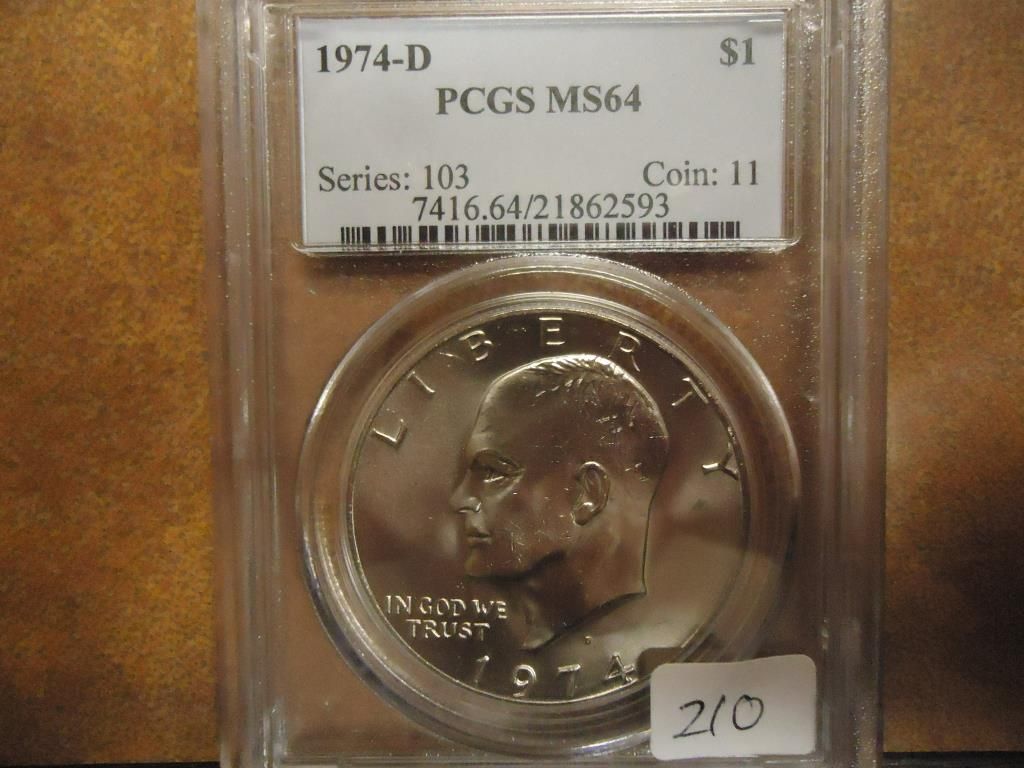 1974-D $1
PCGS MS64
Series: 103 Coin: 11
7416.64/21862593
LIBERTY
IN GOD WE
TRUST
D
1974
210